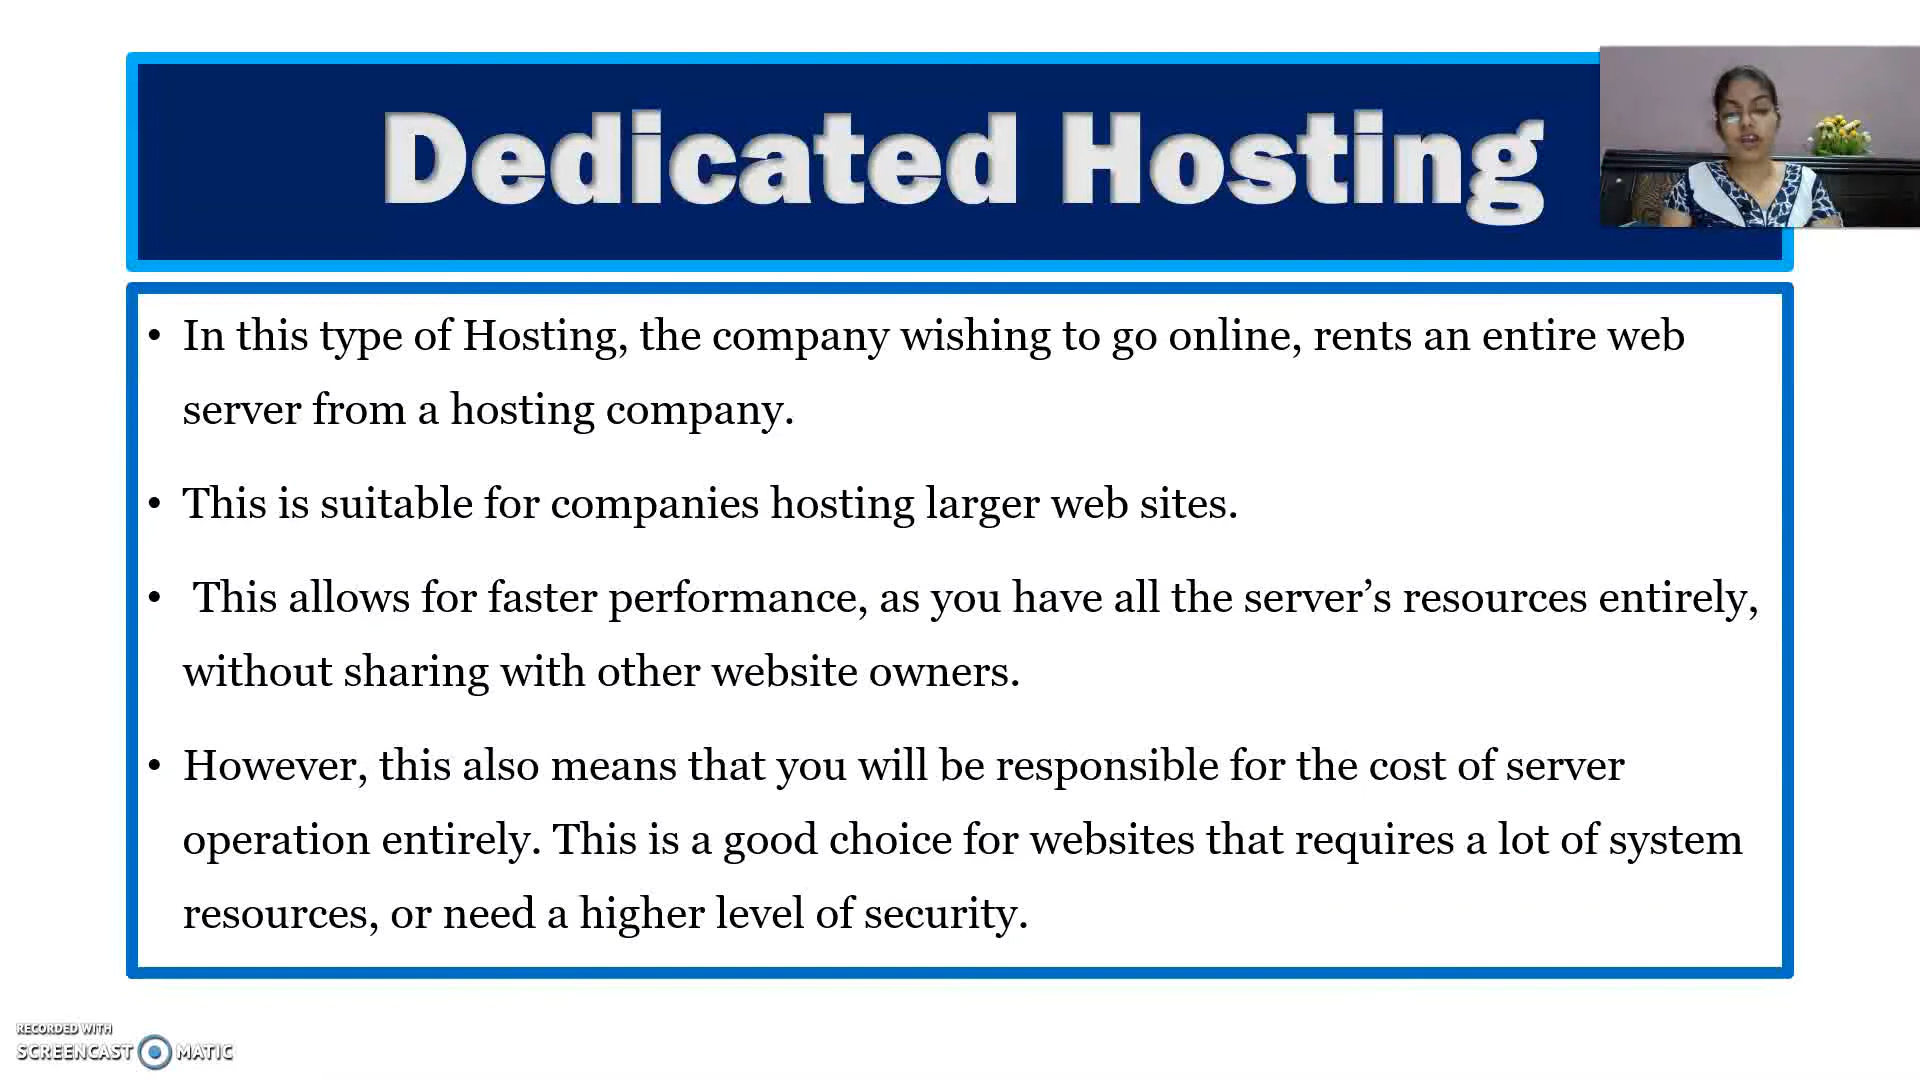 Dedicated Hosting
• In this type of Hosting, the company wishing to go online, rents an entire web
server from a hosting company.
• This is suitable for companies hosting larger web sites.
• This allows for faster performance, as you have all the server’s resources entirely,
without sharing with other website owners.
• However, this also means that you will be responsible for the cost of server
operation entirely. This is a good choice for websites that requires a lot of system
resources, or need a higher level of security.
RECORDED WITH
SCREENCAST MATIC